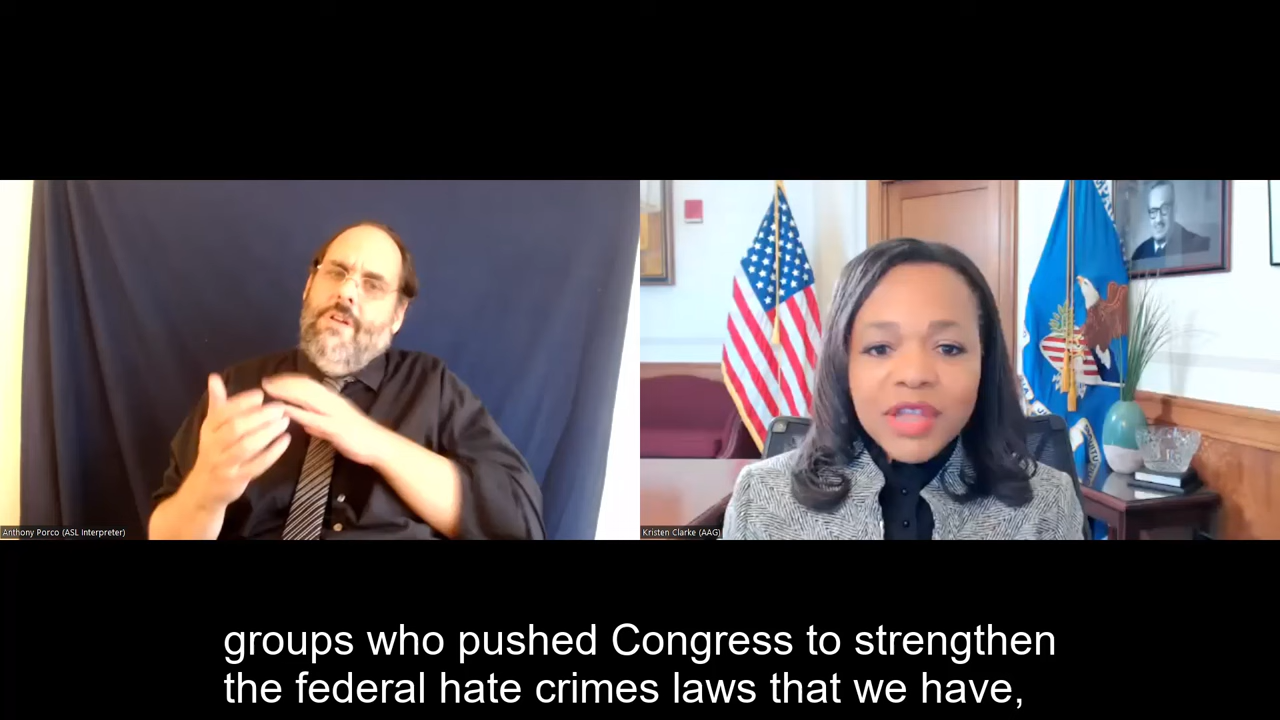 Anthony Porco (ASL Interpreter)
Kristen Clarke (AAG)
groups who pushed Congress to strengthen
the federal hate crimes laws that we have,